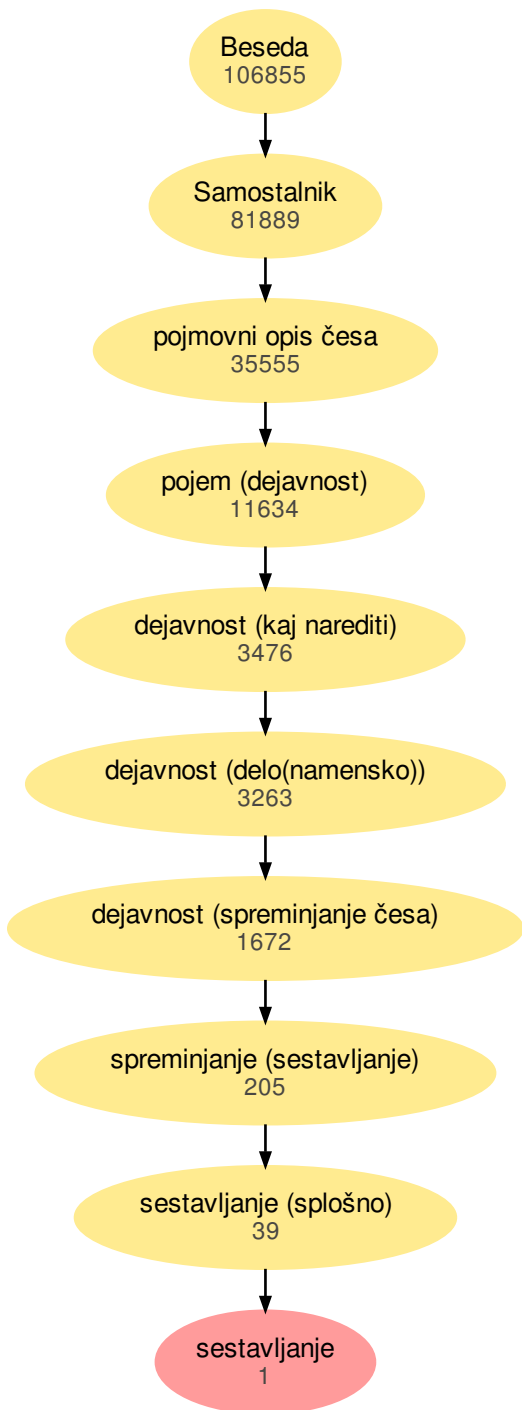 Beseda
106855
Samostalnik
81889
pojmovni opis česa
35555
pojem (dejavnost)
11634
dejavnost (kaj narediti)
3476
dejavnost (delo(namensko))
3263
dejavnost (spreminjanje česa)
1672
spreminjanje (sestavljanje)
205
sestavljanje (splošno)
39
sestavljanje
1